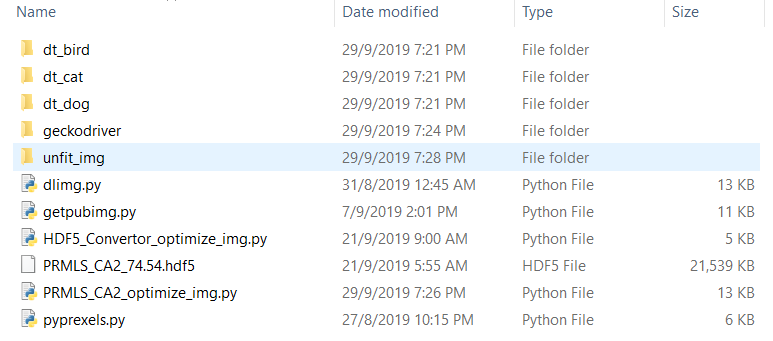 Name Date modified Type Size
dt_bird 29/9/2019 7:21 PM File folder
dt_cat 29/9/2019 7:21 PM File folder
dt_dog 29/9/2019 7:21 PM File folder
geckodriver 29/9/2019 7:24 PM File folder
unfit_img 29/9/2019 7:28 PM File folder
dlimg.py 31/8/2019 12:45 AM Python File 13 KB
getpubimg.py 7/9/2019 2:01 PM Python File 11 KB
HDF5_Convertor_optimize_img.py 21/9/2019 9:00 AM Python File 5 KB
PRMLS_CA2_74.54.hdf5 21/9/2019 5:55 AM HDF5 File 21,539 KB
PRMLS_CA2_optimize_img.py 29/9/2019 7:26 PM Python File 13 KB
pyprexels.py 27/8/2019 10:15 PM Python File 6 KB